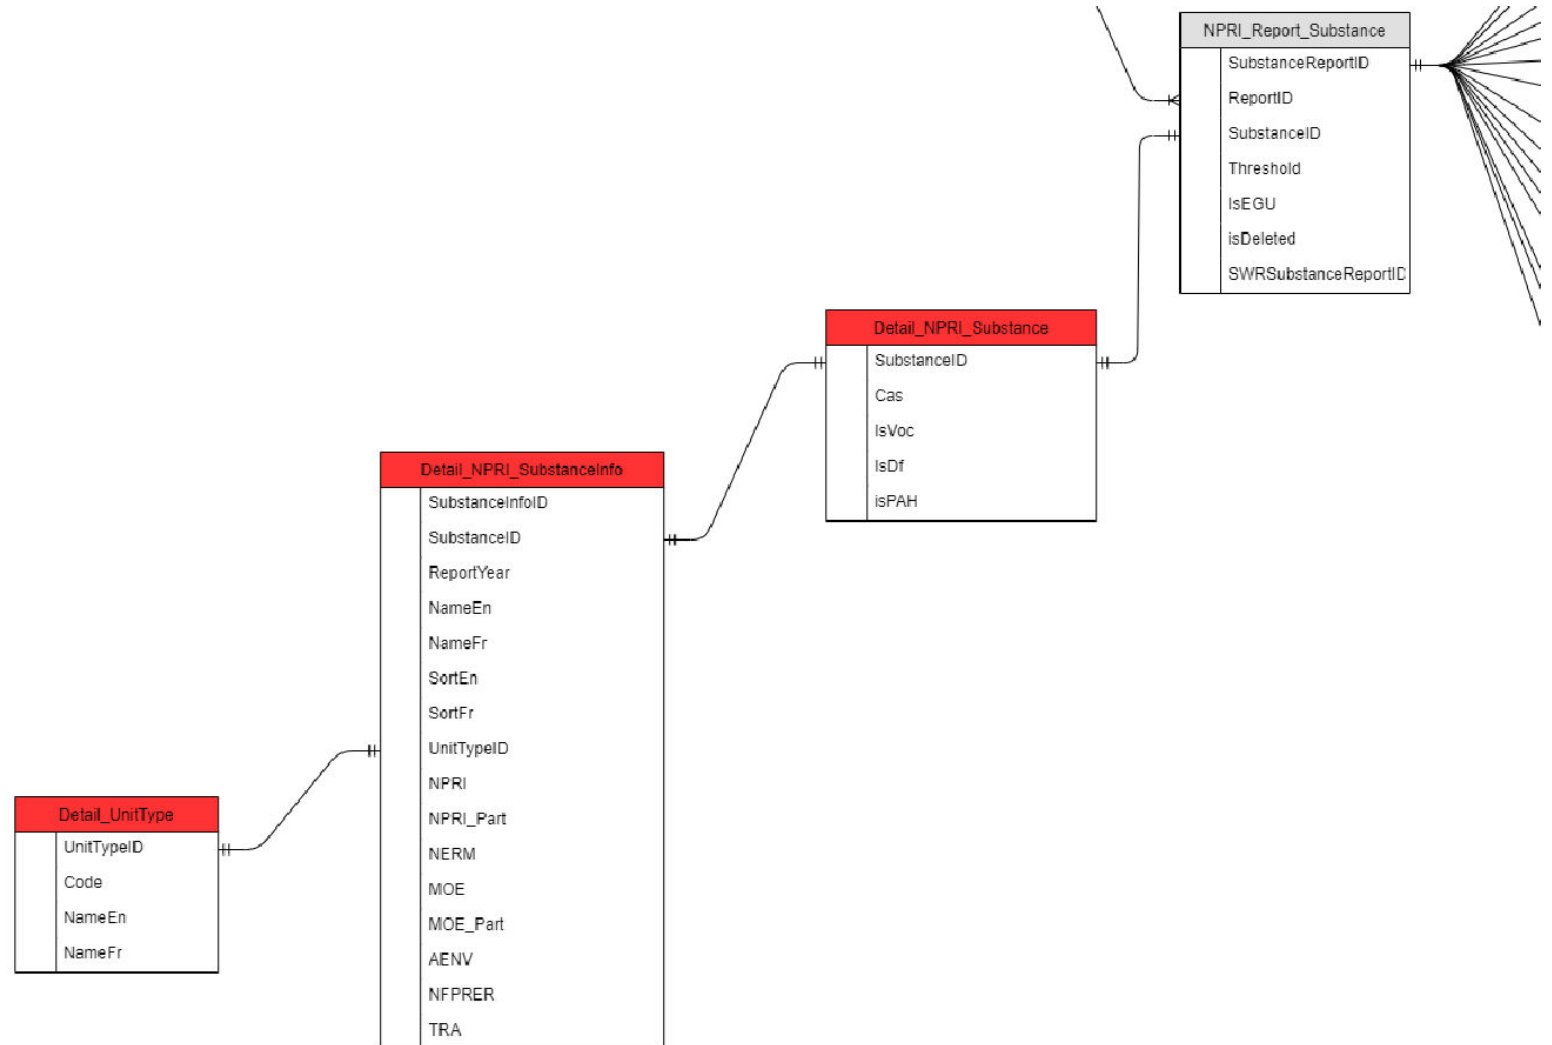 NPRI_Report_Substance
SubstanceReportID
ReportID
SubstanceID
Threshold
IsEGU
isDeleted
SWRSubstanceReportID
Detail_NPRI_Substance
SubstanceID
Cas
IsVoc
IsDf
isPAH
Detail_NPRI_SubstanceInfo
SubstanceInfoID
SubstanceID
ReportYear
NameEn
NameFr
SortEn
SortFr
UnitTypeID
NPRI
NPRI_Part
NERM
MOE
MOE_Part
AENV
NFPRER
TRA
Detail_UnitType
UnitTypeID
Code
NameEn
NameFr